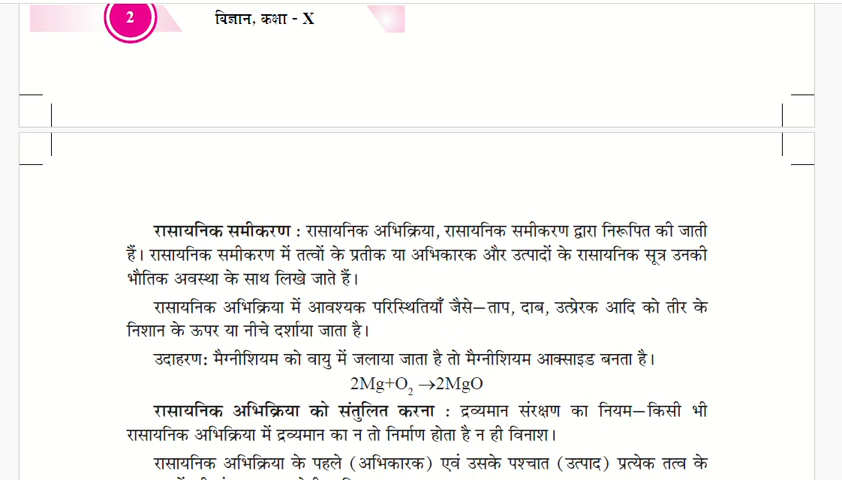 2
विज्ञान, कक्षा - X
रासायनिक समीकरण : रासायनिक अभिक्रिया, रासायनिक समीकरण द्वारा निरूपित की जाती
हैं। रासायनिक समीकरण में तत्वों के प्रतीक या अभिकारक और उत्पादों के रासायनिक सूत्र उनकी
भौतिक अवस्था के साथ लिखे जाते हैं।
रासायनिक अभिक्रिया में आवश्यक परिस्थितियाँ जैसे–ताप, दाब, उत्प्रेरक आदि को तीर के
निशान के ऊपर या नीचे दर्शाया जाता है।
उदाहरण: मैग्नीशियम को वायु में जलाया जाता है तो मैग्नीशियम आक्साइड बनता है।
2Mg+O₂ →2MgO
रासायनिक अभिक्रिया को संतुलित करना : द्रव्यमान संरक्षण का नियम–किसी भी
रासायनिक अभिक्रिया में द्रव्यमान का न तो निर्माण होता है न ही विनाश।
रासायनिक अभिक्रिया के पहले (अभिकारक) एवं उसके पश्चात (उत्पाद) प्रत्येक तत्व के